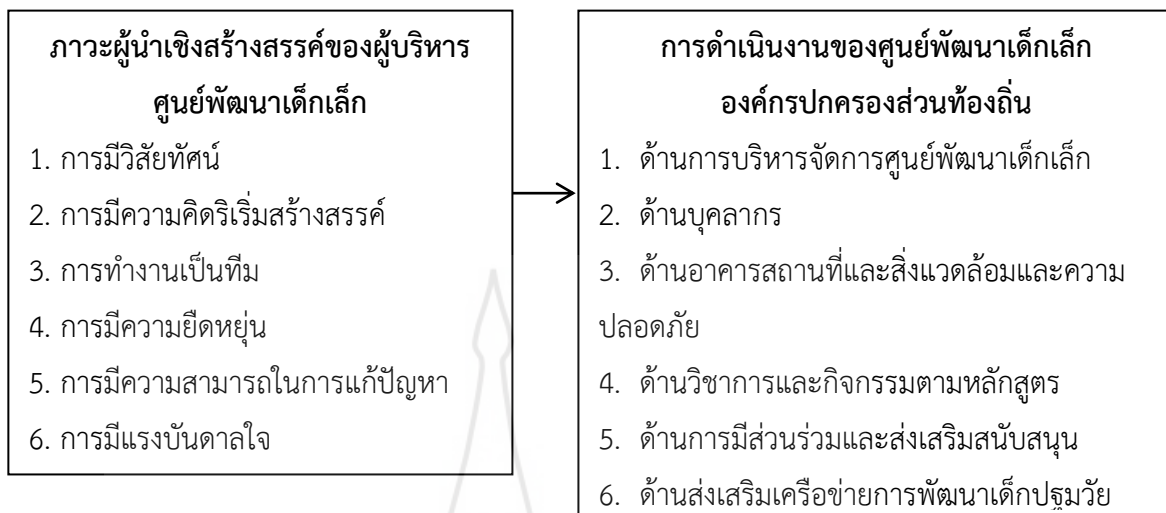 ภาวะผู้นำเชิงสร้างสรรค์ของผู้บริหาร
ศูนย์พัฒนาเด็กเล็ก
1. การมีวิสัยทัศน์
2. การมีความคิดริเริ่มสร้างสรรค์
3. การทำงานเป็นทีม
4. การมีความยืดหยุ่น
5. การมีความสามารถในการแก้ปัญหา
6. การมีแรงบันดาลใจ
การดำเนินงานของศูนย์พัฒนาเด็กเล็ก
องค์กรปกครองส่วนท้องถิ่น
1. ด้านการบริหารจัดการศูนย์พัฒนาเด็กเล็ก
2. ด้านบุคลากร
3. ด้านอาคารสถานที่และสิ่งแวดล้อมและความ
ปลอดภัย
4. ด้านวิชาการและกิจกรรมตามหลักสูตร
5. ด้านการมีส่วนร่วมและส่งเสริมสนับสนุน
6. ด้านส่งเสริมเครือข่ายการพัฒนาเด็กปฐมวัย